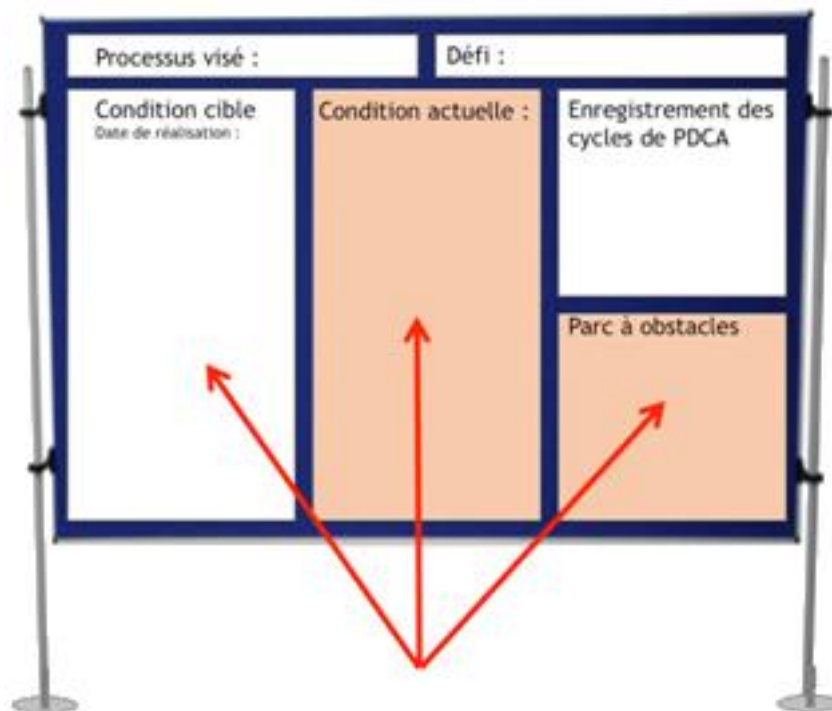 Processus visé :
Défi :
Condition cible
Date de réalisation :
Condition actuelle :
Enregistrement des
cycles de PDCA
Parc à obstacles